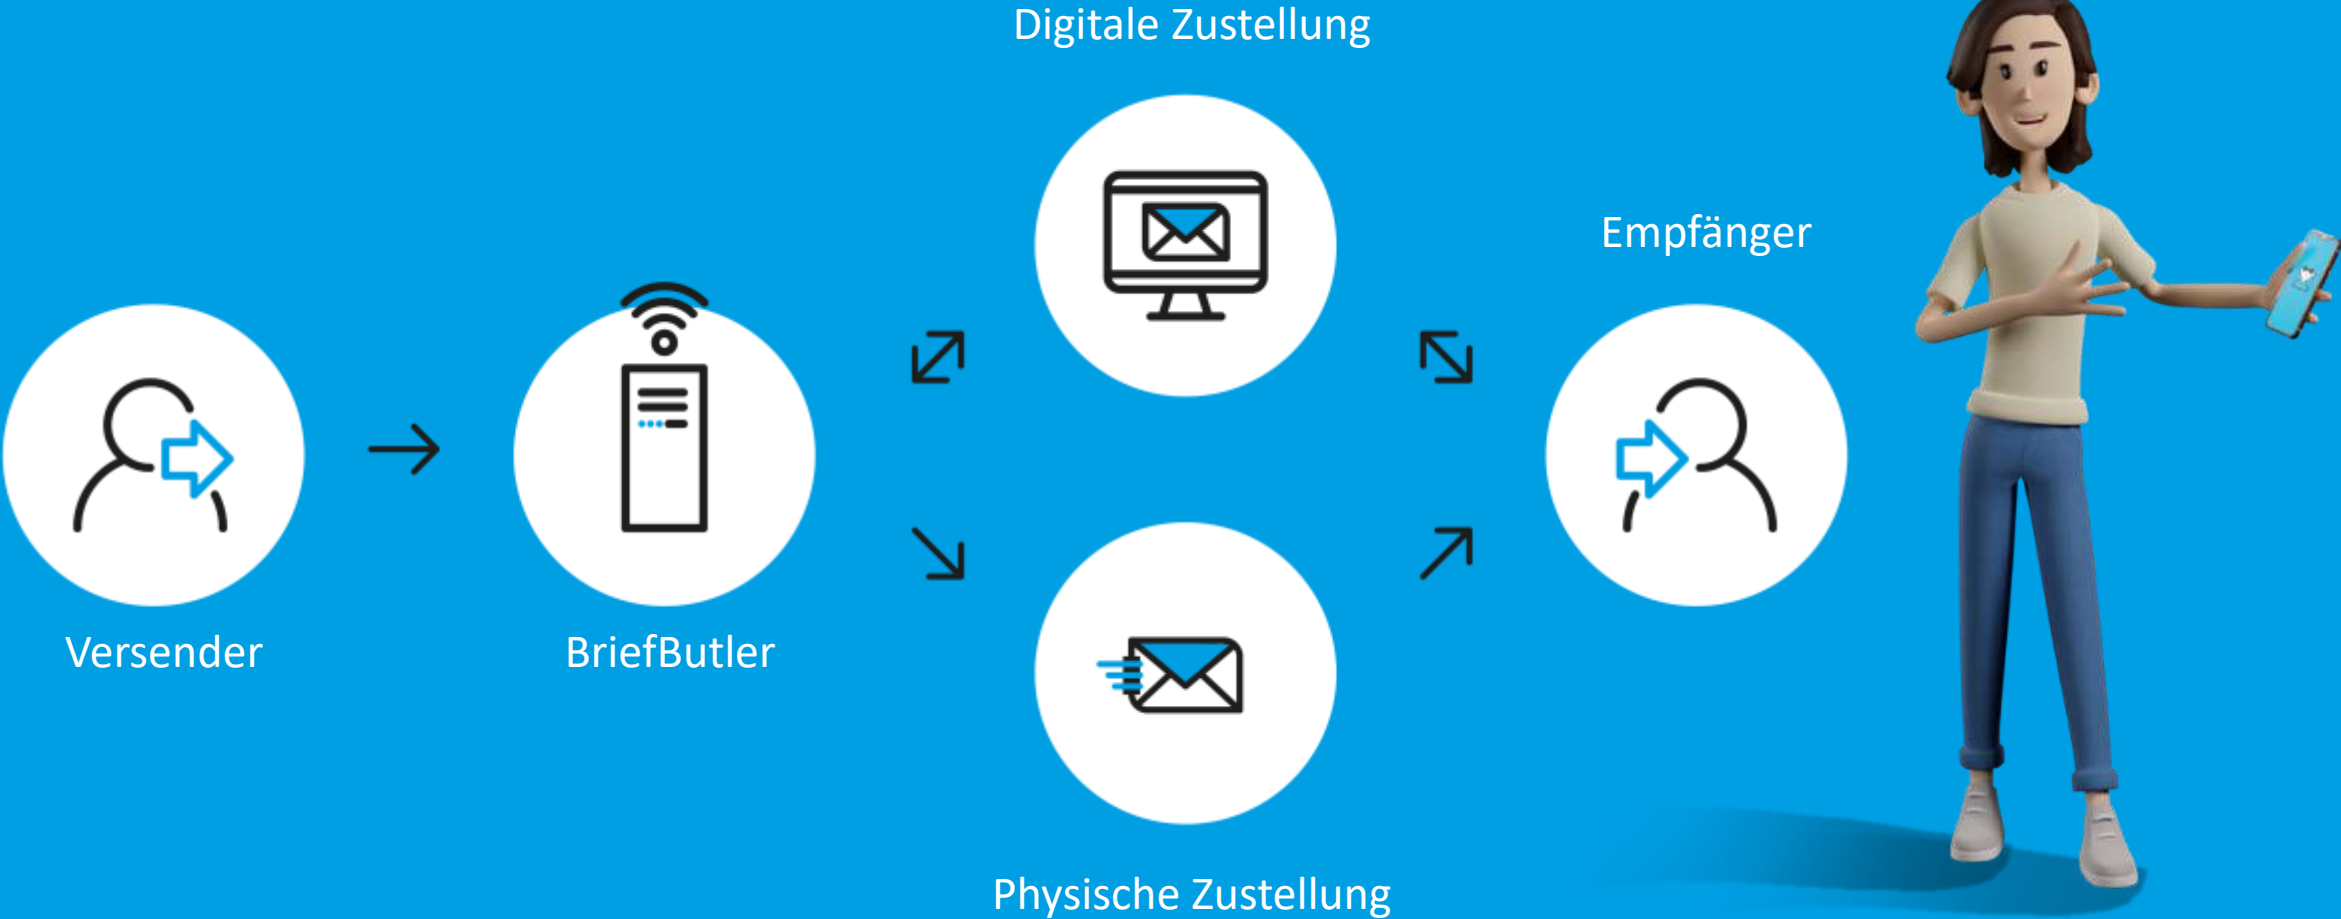 Digitale Zustellung
Empfänger
Versender
BriefButler
Physische Zustellung